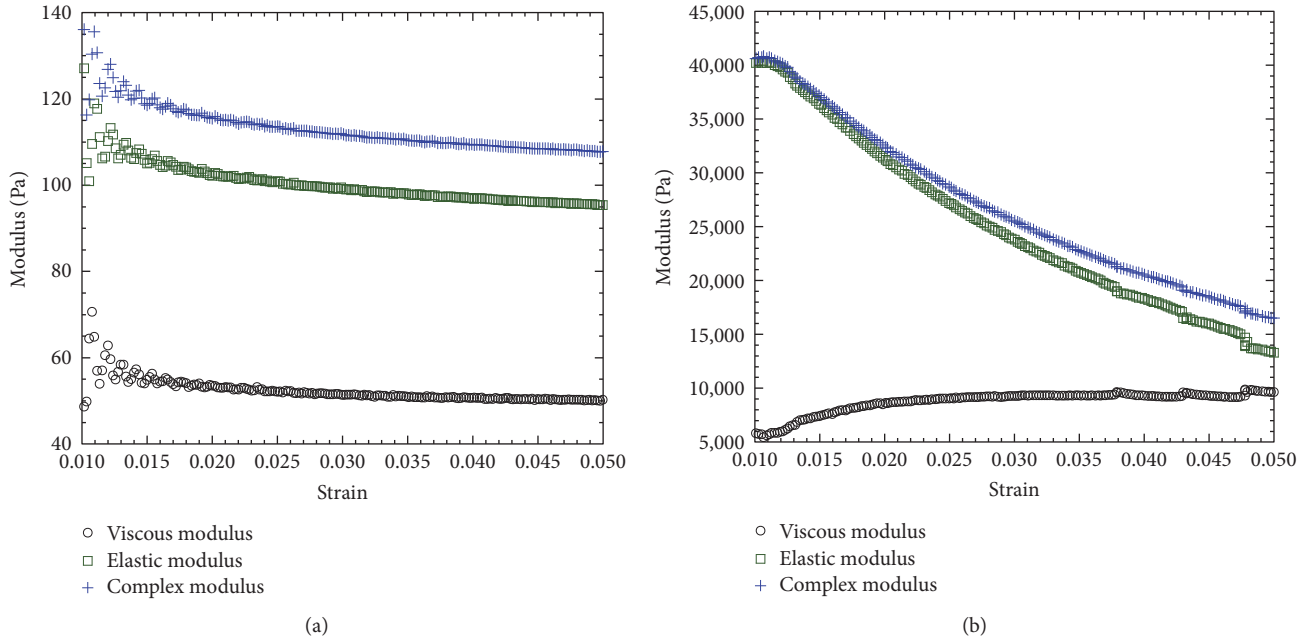 140
120
100
80
60
40
Modulus (Pa)
0.010 0.015 0.020 0.025 0.030 0.035 0.040 0.045 0.050
Strain
Viscous modulus
Elastic modulus
Complex modulus
(a)
45,000
40,000
35,000
30,000
25,000
20,000
15,000
10,000
5,000
Modulus (Pa)
0.010 0.015 0.020 0.025 0.030 0.035 0.040 0.045 0.050
Strain
Viscous modulus
Elastic modulus
Complex modulus
(b)